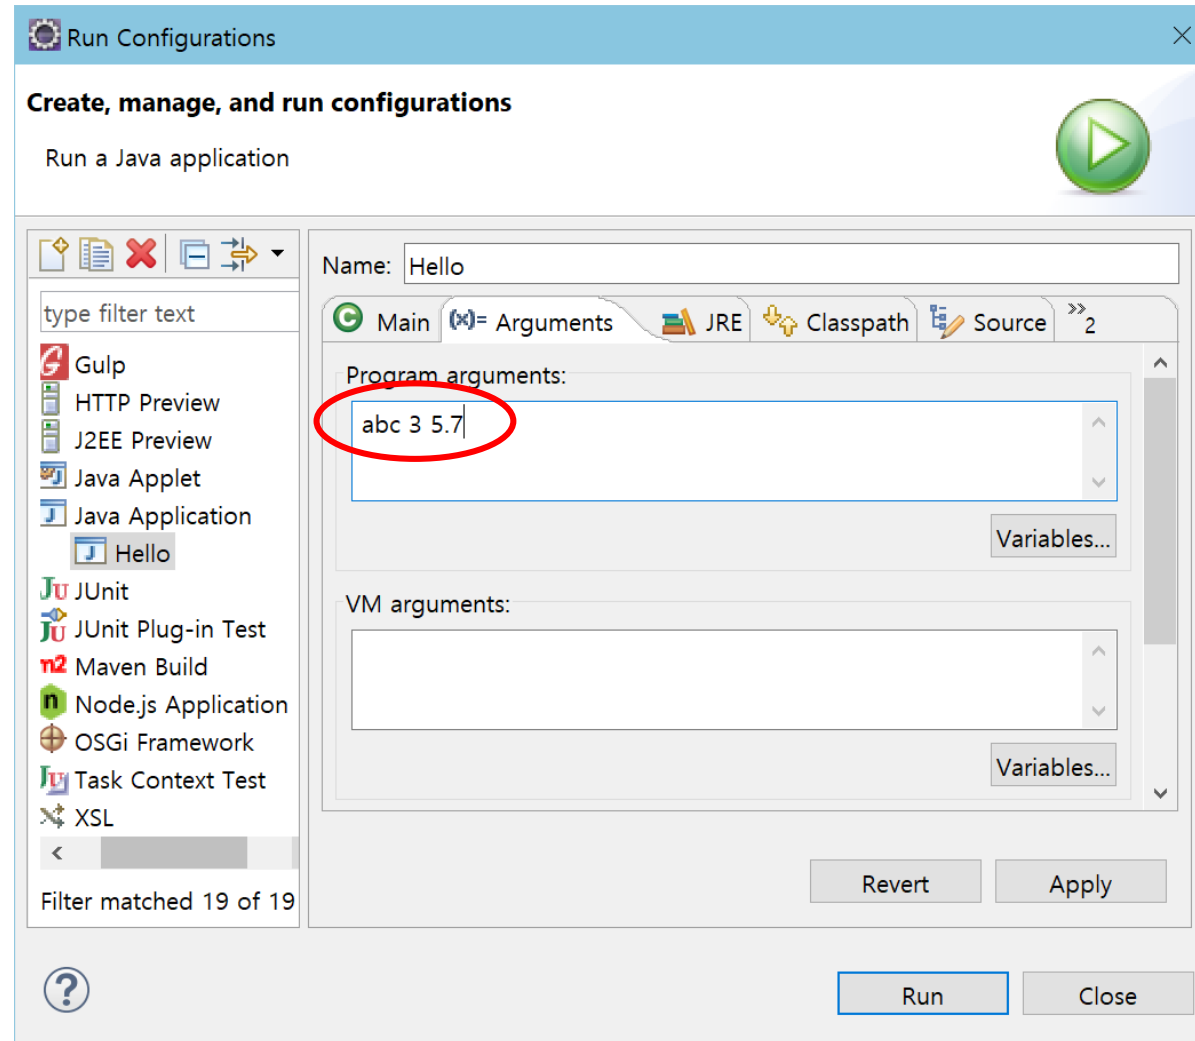 Run Configurations
Create, manage, and run configurations
Run a Java application
type filter text
Gulp
HTTP Preview
J2EE Preview
Java Applet
Java Application
Hello
JUnit
JUnit Plug-in Test
Maven Build
Node.js Application
OSGi Framework
Task Context Test
XSL
Filter matched 19 of 19
Name: Hello
Main (x)= Arguments JRE Classpath Source »2
Program arguments:
abc 3 5.7
Variables...
VM arguments:
Variables...
Revert Apply
Run Close